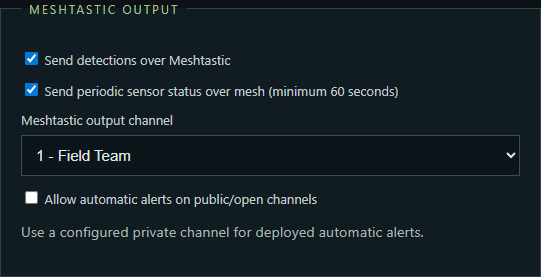 MESHTASTIC OUTPUT
Send detections over Meshtastic
Send periodic sensor status over mesh (minimum 60 seconds)
Meshtastic output channel
1 - Field Team
Allow automatic alerts on public/open channels
Use a configured private channel for deployed automatic alerts.